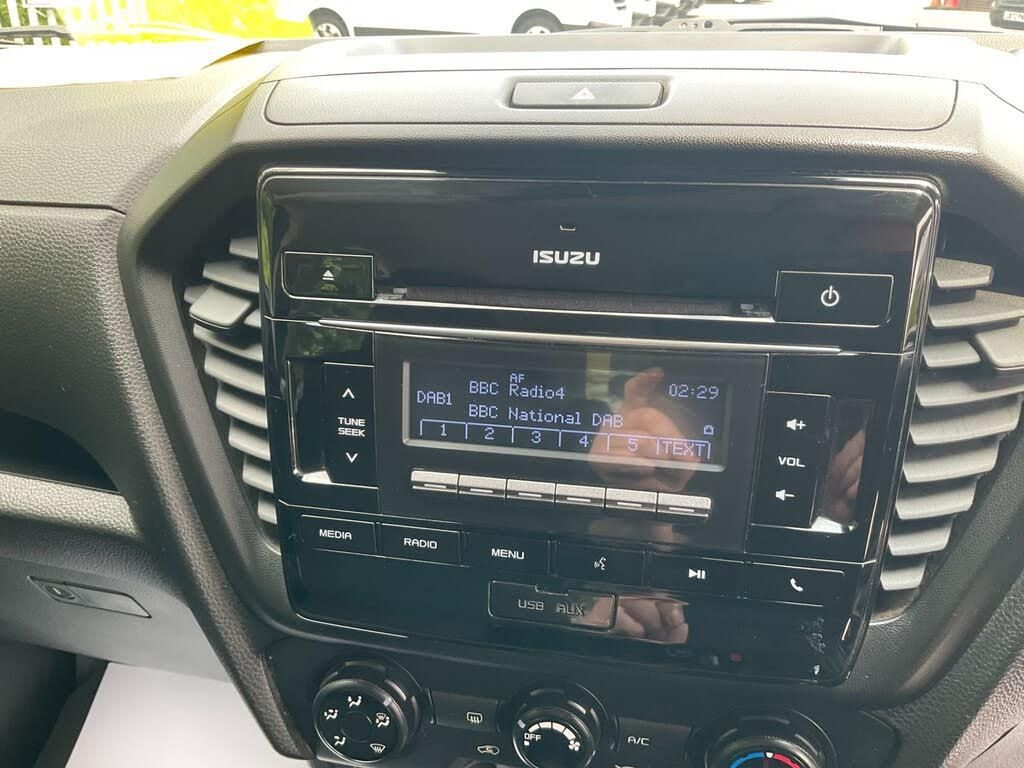 ISUZU
AF
BBC Radio4 02:29
DAB1
BBC National DAB
1 2 3 4 5 TEXT
TUNE
SEEK
VOL
MEDIA RADIO MENU
USB AUX
OFF
A/C